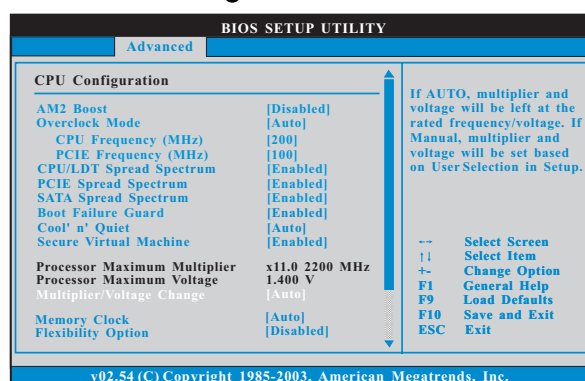 BIOS SETUP UTILITY
Advanced
CPU Configuration
AM2 Boost [Disabled]
Overclock Mode [Auto]
CPU Frequency (MHz) [200]
PCIE Frequency (MHz) [100]
CPU/LDT Spread Spectrum [Enabled]
PCIE Spread Spectrum [Enabled]
SATA Spread Spectrum [Enabled]
Boot Failure Guard [Enabled]
Cool' n' Quiet [Auto]
Secure Virtual Machine [Enabled]
Processor Maximum Multiplier x11.0 2200 MHz
Processor Maximum Voltage 1.400 V
Multiplier/Voltage Change [Auto]
Memory Clock [Auto]
Flexibility Option [Disabled]
If AUTO, multiplier and
voltage will be left at the
rated frequency/voltage. If
Manual, multiplier and
voltage will be set based
on User Selection in Setup.
↔ Select Screen
↑↓ Select Item
+- Change Option
F1 General Help
F9 Load Defaults
F10 Save and Exit
ESC Exit
v02.54 (C) Copyright 1985-2003, American Megatrends, Inc.